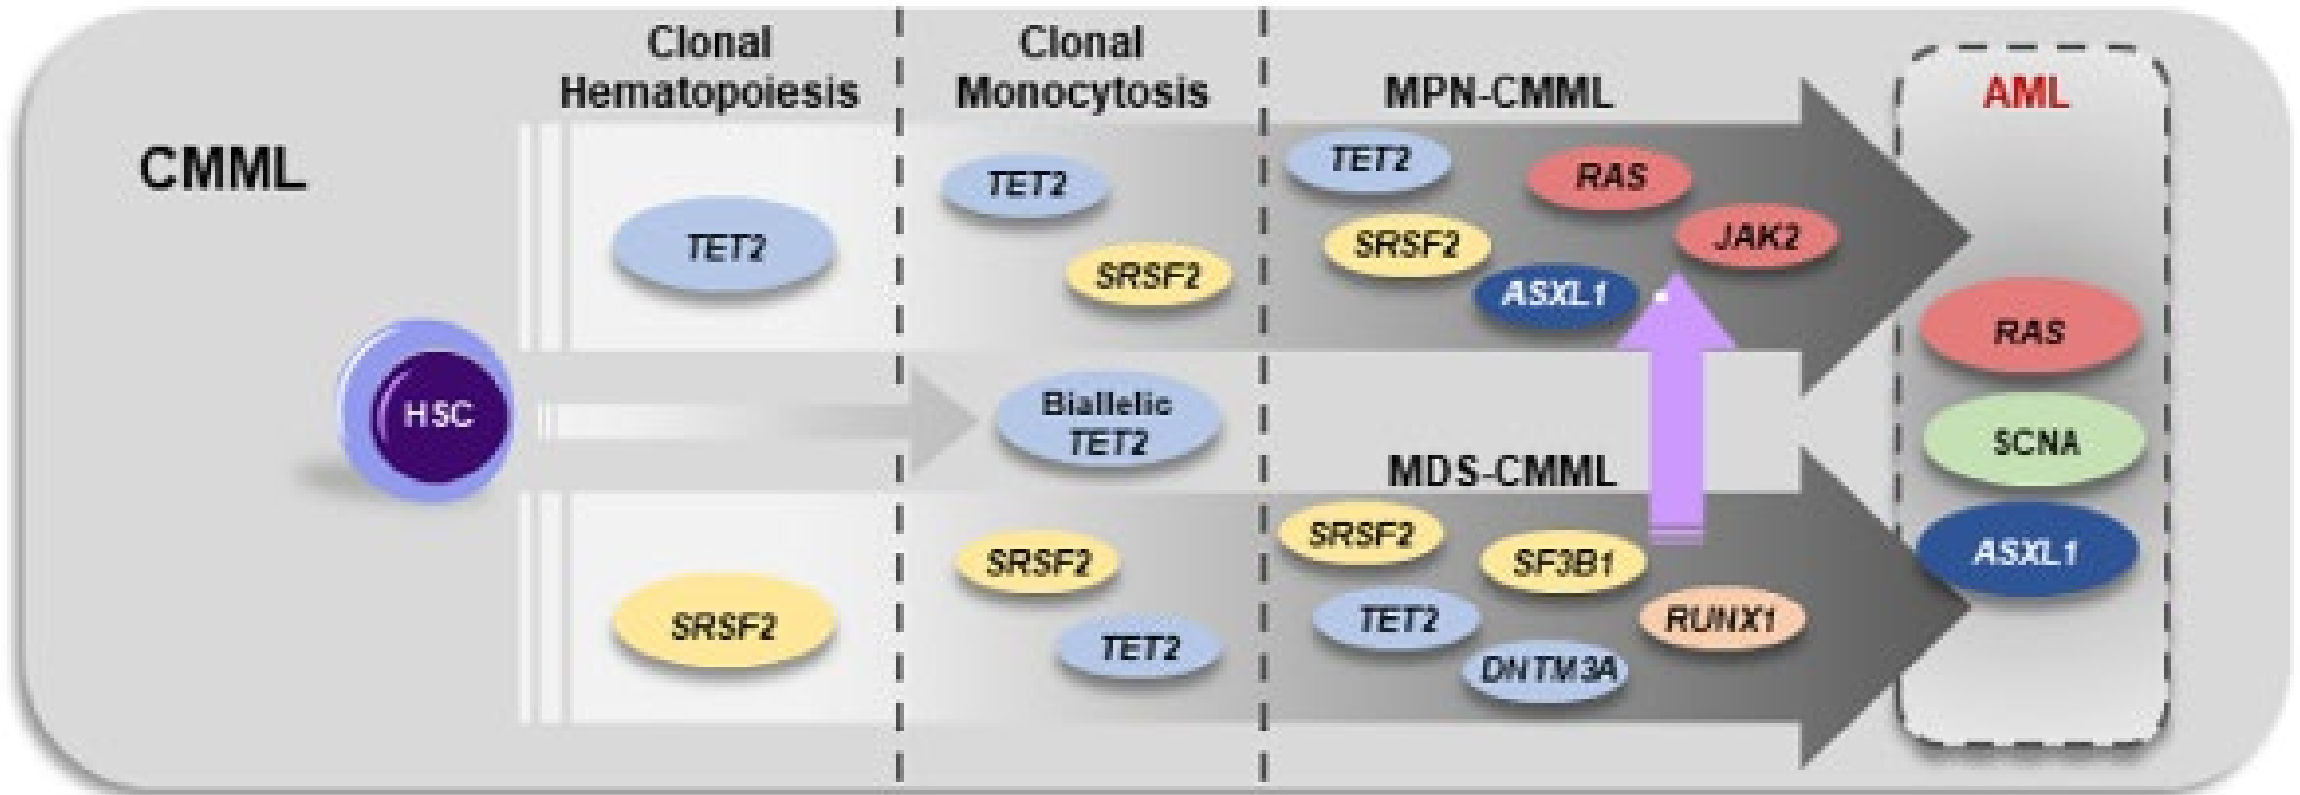 CMML
HSC
Clonal
Hematopoiesis
TET2
SRSF2
Clonal
Monocytosis
TET2
SRSF2
Biallelic
TET2
SRSF2
TET2
MPN-CMML
TET2
RAS
SRSF2
JAK2
ASXL1
MDS-CMML
SRSF2
SF3B1
TET2
RUNX1
DNTM3A
AML
RAS
SCNA
ASXL1